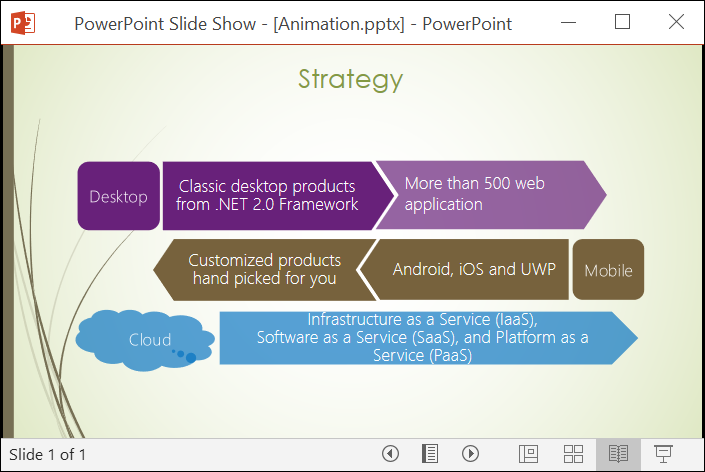 PowerPoint Slide Show - [Animation.pptx] - PowerPoint
Strategy
Desktop
Classic desktop products
from .NET 2.0 Framework
More than 500 web
application
Customized products
hand picked for you
Android, iOS and UWP
Mobile
Cloud
Infrastructure as a Service (IaaS),
Software as a Service (SaaS), and Platform as a
Service (PaaS)
Slide 1 of 1